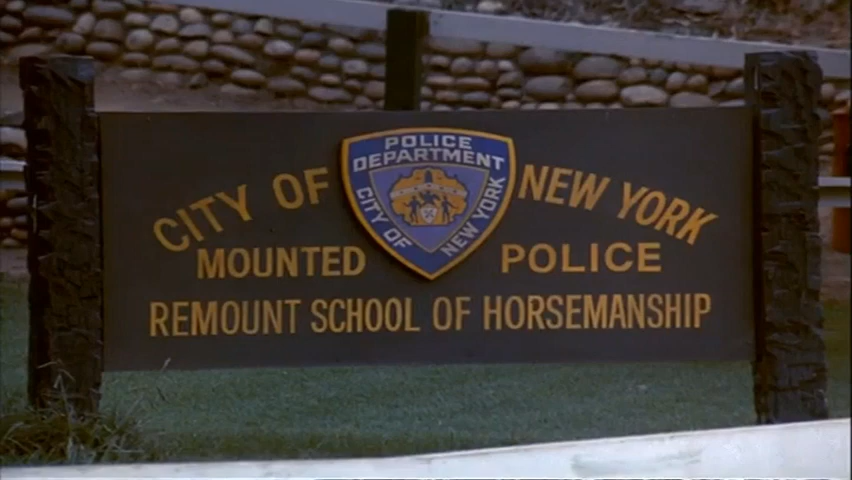 CITY OF NEW YORK
POLICE
DEPARTMENT
CITY OF NEW YORK
MOUNTED POLICE
REMOUNT SCHOOL OF HORSEMANSHIP